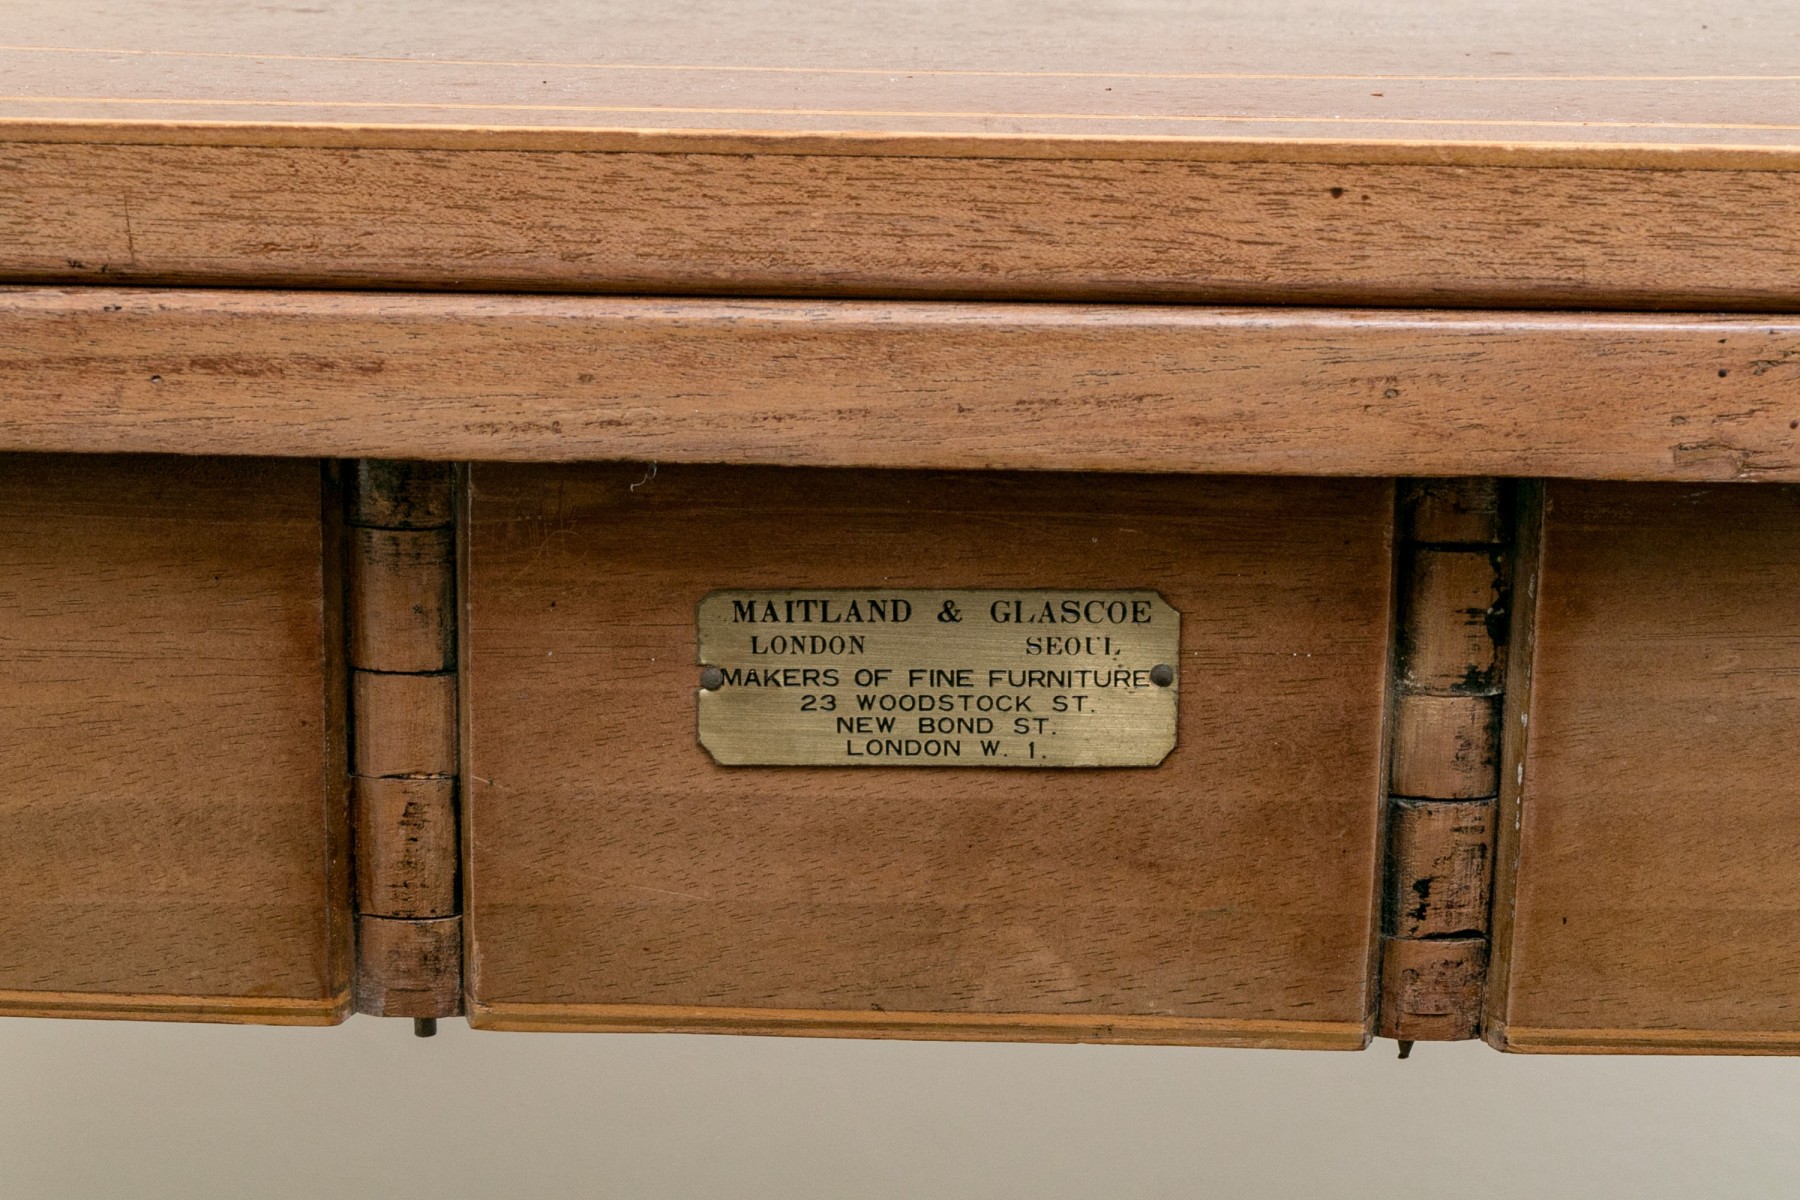 MAITLAND & GLASCOE
LONDON SEOUL
MAKERS OF FINE FURNITURE
23 WOODSTOCK ST.
NEW BOND ST.
LONDON W. 1.